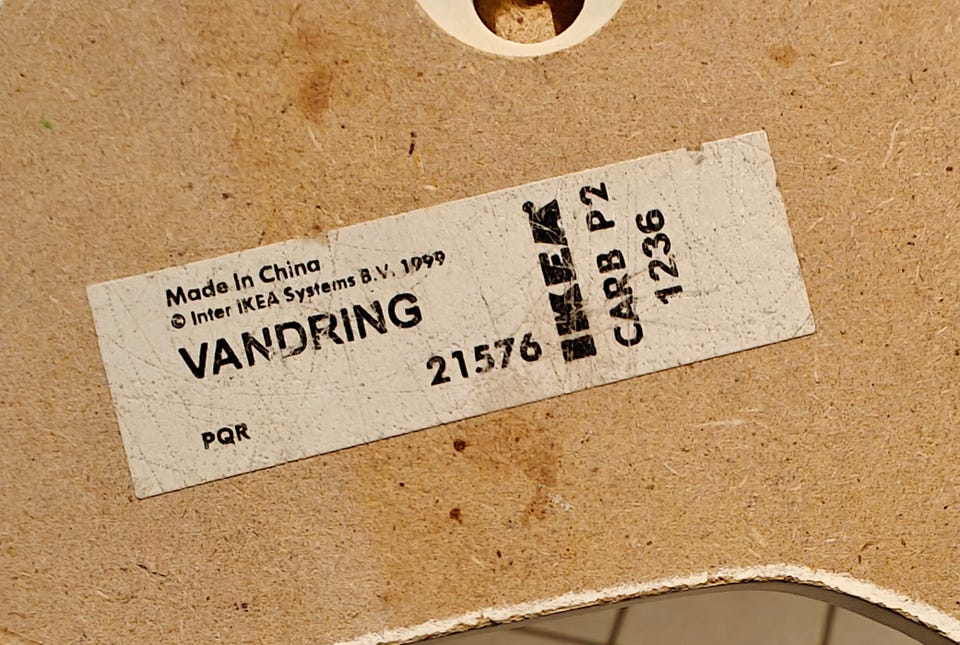 Made In China
© Inter IKEA Systems B.V. 1999
VANDRING
21576
PQR
IKEA
CARB P2
1236